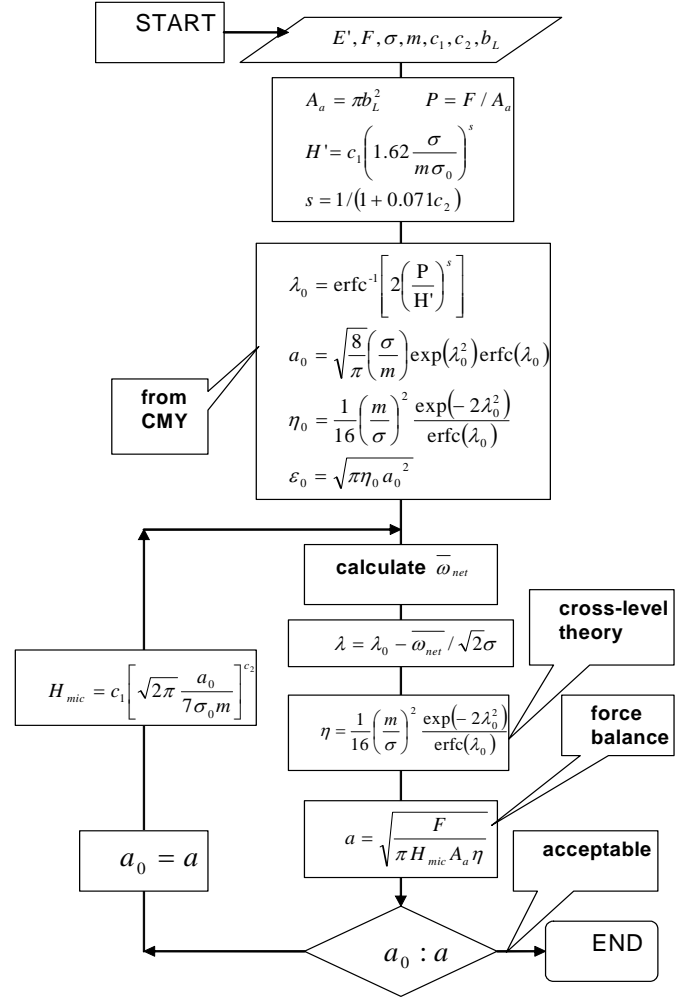 START
E', F, σ, m, c₁, c₂, b_L
A_a = πb_L²    P = F / A_a
H' = c₁(1.62 σ/(mσ₀))^s
s = 1/(1 + 0.071c₂)
λ₀ = erfc⁻¹[2(P/H')^s]
a₀ = √(8/π) (σ/m) exp(λ₀²) erfc(λ₀)
from
CMY
η₀ = 1/16 (m/σ)² exp(− 2λ₀²)/erfc(λ₀)
ε₀ = √(πη₀ a₀²)
calculate ω̅_net
cross-level
theory
λ = λ₀ − ω̅_net / √2σ
H_mic = c₁[√(2π) a₀/(7σ₀m)]^c₂
η = 1/16 (m/σ)² exp(− 2λ₀²)/erfc(λ₀)
force
balance
a = √(F/(π H_mic A_a η))
a₀ = a
acceptable
a₀ : a
END